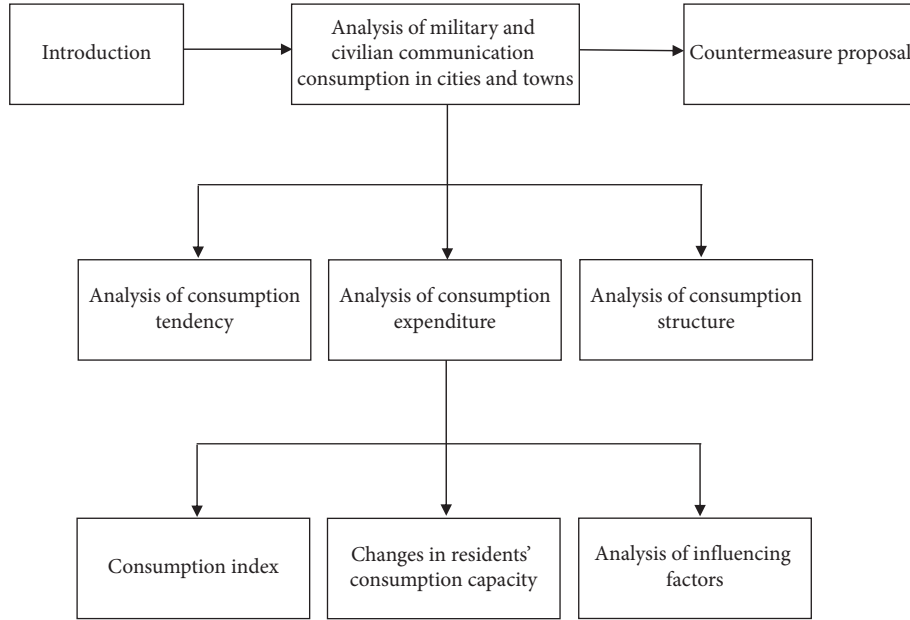 Introduction
Analysis of military and
civilian communication
consumption in cities and towns
Countermeasure proposal
Analysis of consumption
tendency
Analysis of consumption
expenditure
Analysis of consumption
structure
Consumption index
Changes in residents’
consumption capacity
Analysis of influencing
factors